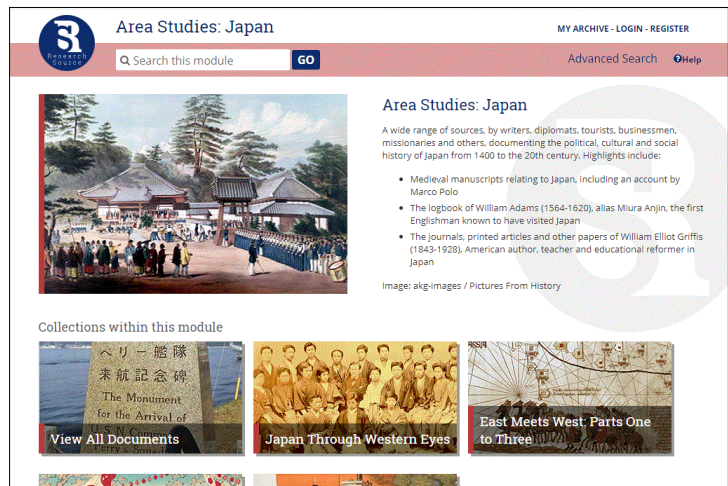 Area Studies: Japan
MY ARCHIVE - LOGIN - REGISTER
SR
Research
Source
Search this module
GO
Advanced Search
?Help
Area Studies: Japan
A wide range of sources, by writers, diplomats, tourists, businessmen,
missionaries and others, documenting the political, cultural and social
history of Japan from 1400 to the 20th century. Highlights include:
• Medieval manuscripts relating to Japan, including an account by
Marco Polo
• The logbook of William Adams (1564-1620), alias Miura Anjin, the first
Englishman known to have visited Japan
• The journals, printed articles and other papers of William Elliot Griffis
(1843-1928), American author, teacher and educational reformer in
Japan
Image: akg-images / Pictures From History
Collections within this module
ペリー艦隊
来航記念碑
The Monument
for the Arrival of
U.S.N.
Perry's
View All Documents
Japan Through Western Eyes
East Meets West: Parts One
to Three